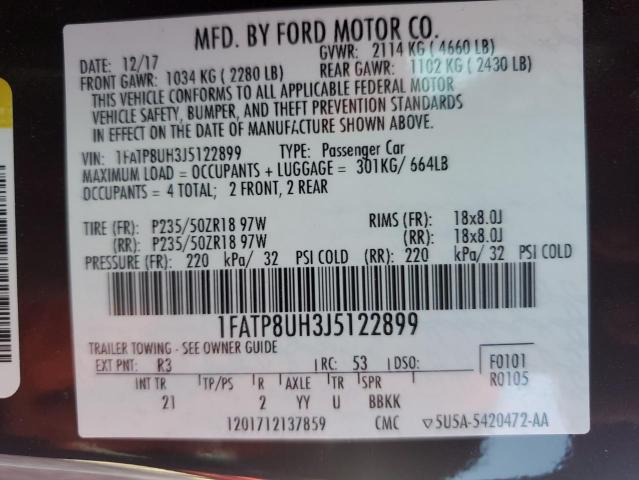 MFD. BY FORD MOTOR CO.
DATE: 12/17 GVWR: 2114 KG ( 4660 LB)
FRONT GAWR: 1034 KG ( 2280 LB) REAR GAWR: 1102 KG ( 2430 LB)
THIS VEHICLE CONFORMS TO ALL APPLICABLE FEDERAL MOTOR
VEHICLE SAFETY, BUMPER, AND THEFT PREVENTION STANDARDS
IN EFFECT ON THE DATE OF MANUFACTURE SHOWN ABOVE.
VIN: 1FATP8UH3J5122899 TYPE: Passenger Car
MAXIMUM LOAD = OCCUPANTS + LUGGAGE = 301KG/ 664LB
OCCUPANTS = 4 TOTAL; 2 FRONT, 2 REAR
TIRE (FR): P235/50ZR18 97W RIMS (FR): 18x8.0J
(RR): P235/50ZR18 97W (RR): 18x8.0J
PRESSURE (FR): 220 kPa/ 32 PSI COLD (RR): 220 kPa/ 32 PSI COLD
1FATP8UH3J5122899
TRAILER TOWING - SEE OWNER GUIDE
EXT PNT: R3 RC: 53 DSO: F0101
INT TR TP/PS R AXLE TR SPR R0105
21 2 YY U BBKK
1201712137859 CMC ▽5U5A-5420472-AA